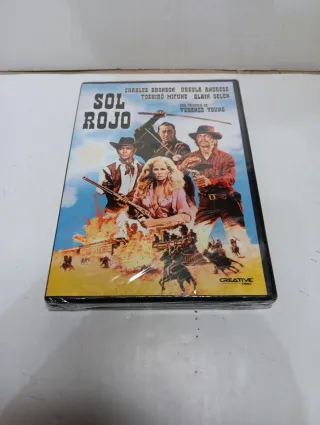 CHARLES BRONSON URSULA ANDRESS
TOSHIRO MIFUNE ALAIN DELON
UNA PELICULA DE
TERENCE YOUNG
SOL
ROJO
CREATIVE